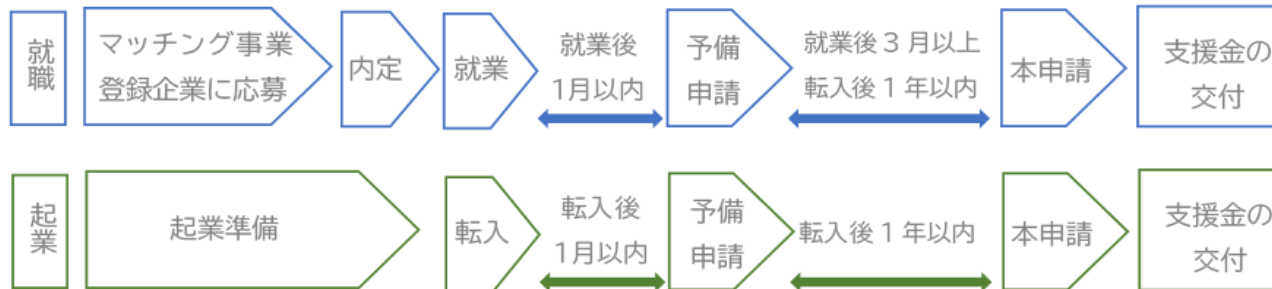 就職
マッチング事業
登録企業に応募
内定
就業
就業後
1月以内
予備
申請
就業後3月以上
転入後1年以内
本申請
支援金の
交付
起業
起業準備
転入
転入後
1月以内
予備
申請
転入後1年以内
本申請
支援金の
交付